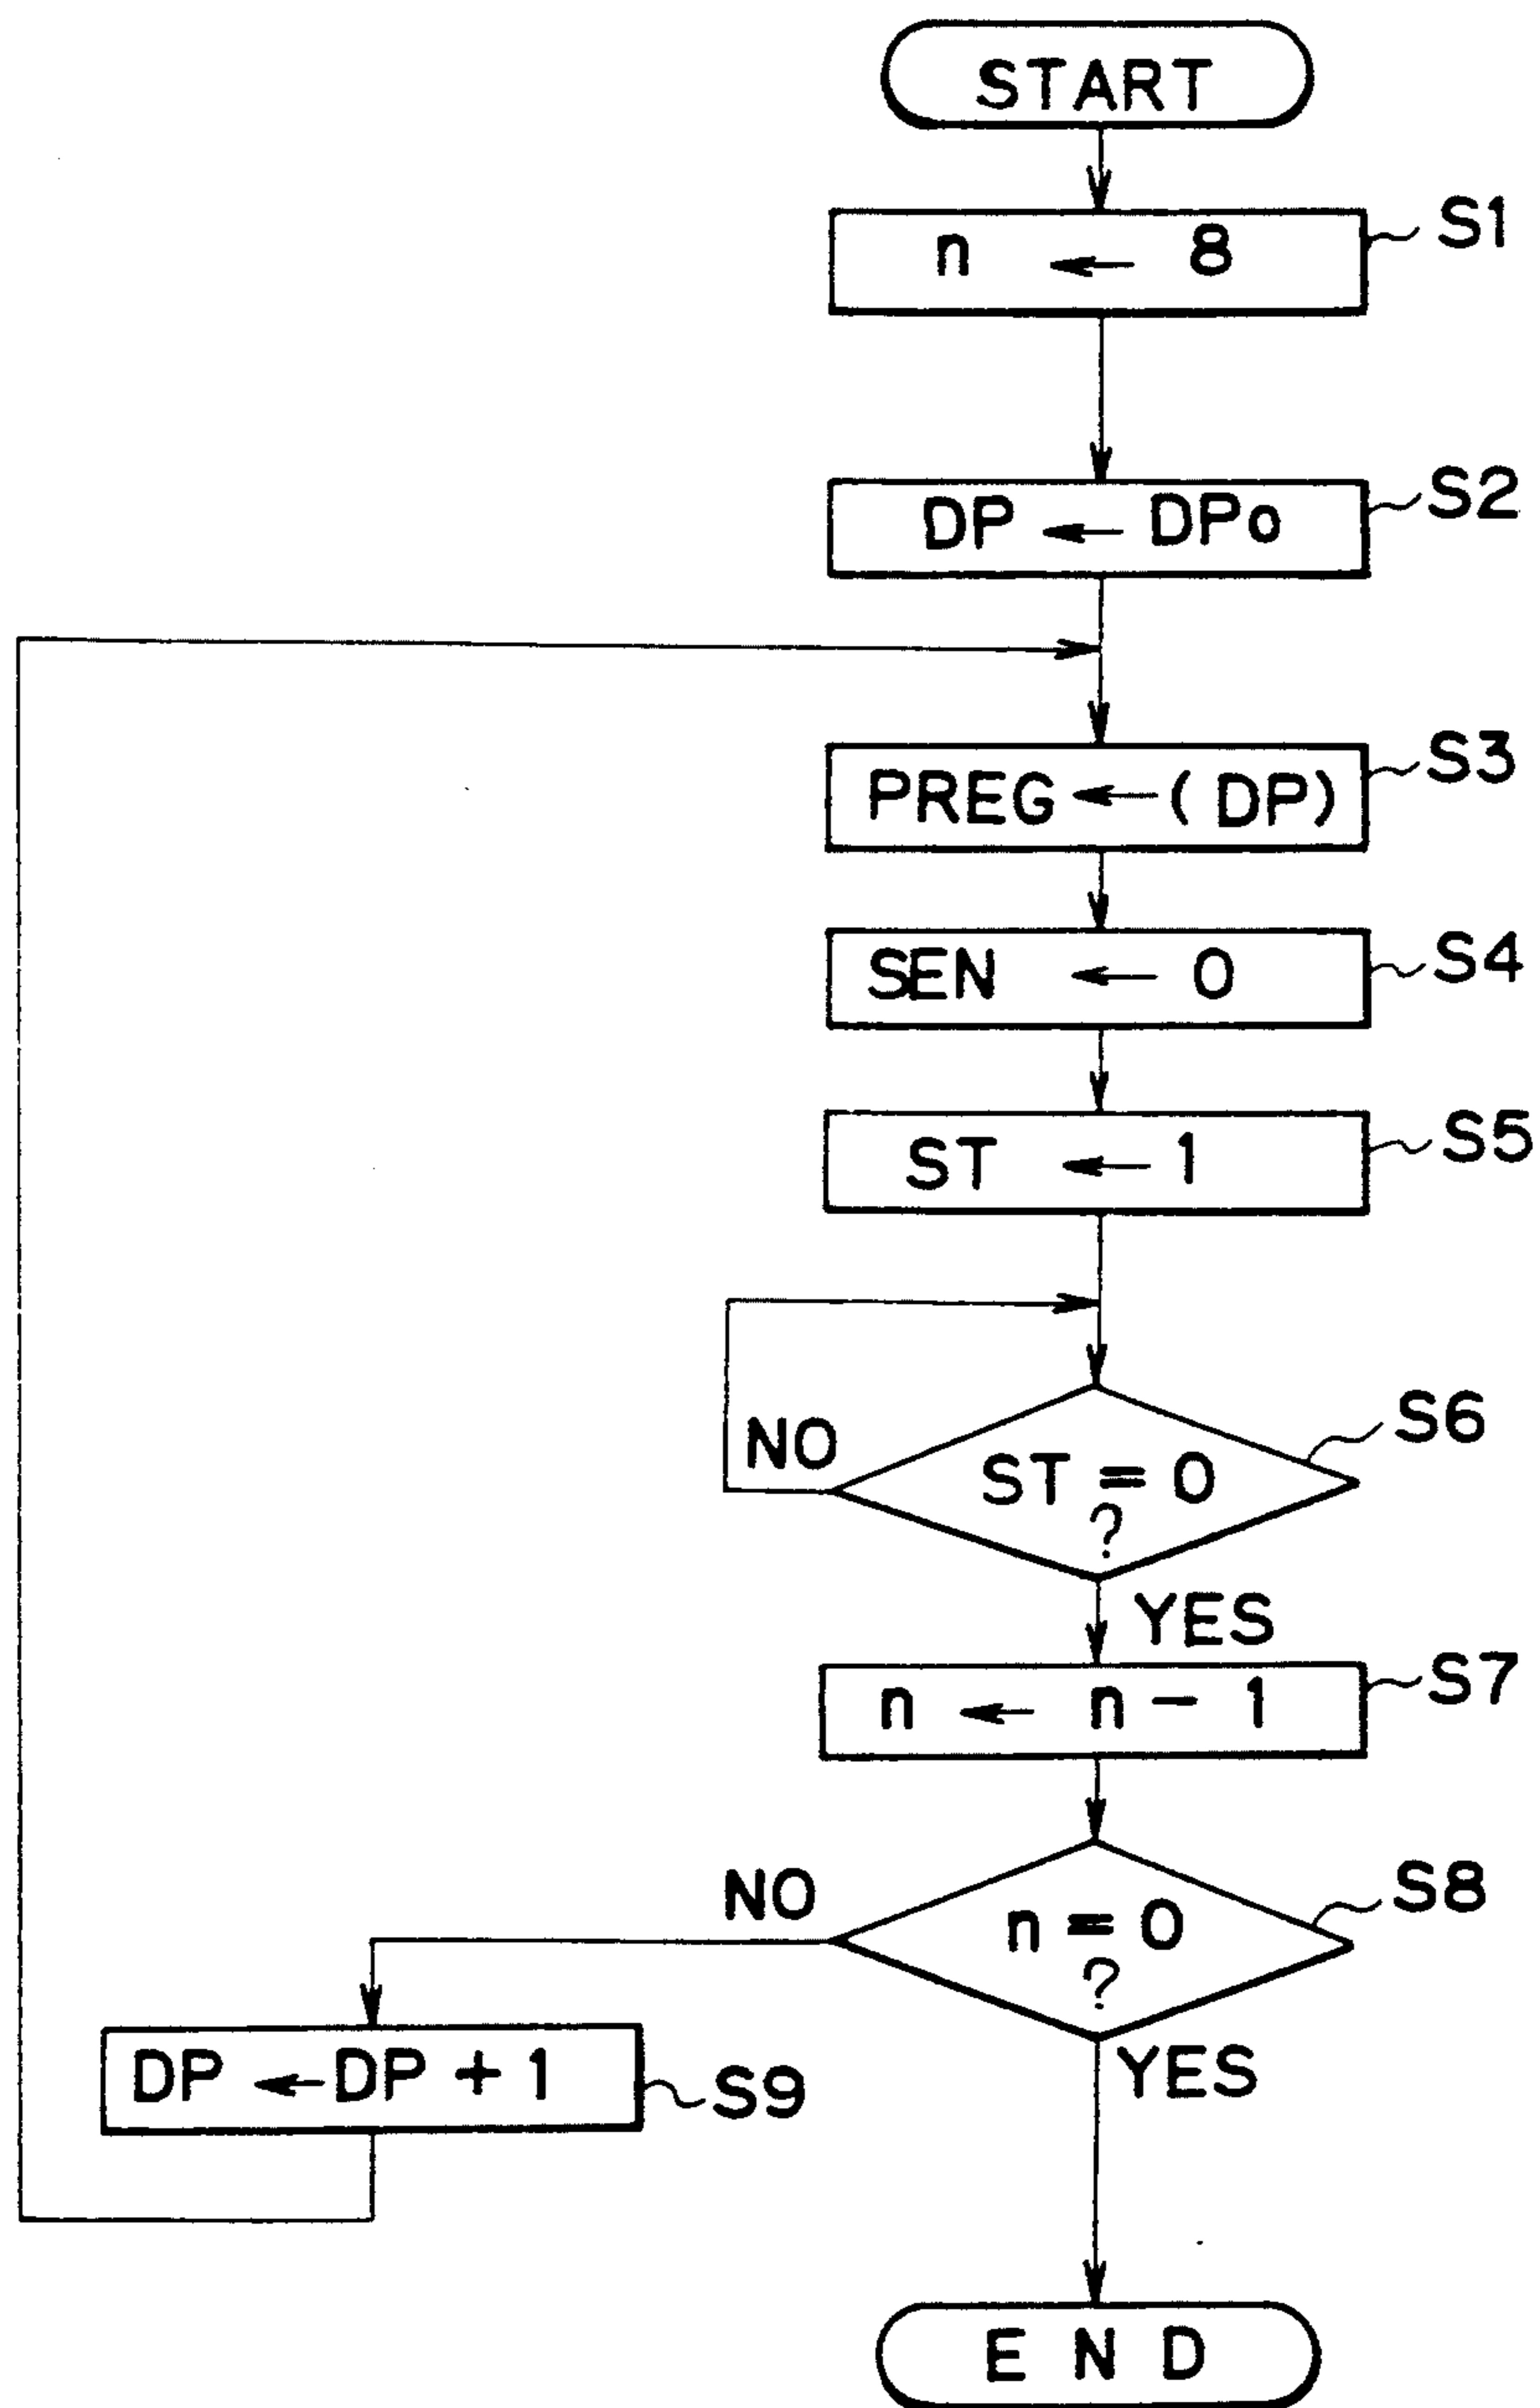 START
n ← 8 S1
DP ← DPo S2
PREG ← (DP) S3
SEN ← 0 S4
ST ← 1 S5
ST = 0 ? S6
NO
YES
n ← n - 1 S7
n = 0 ? S8
NO
YES
DP ← DP + 1 S9
END